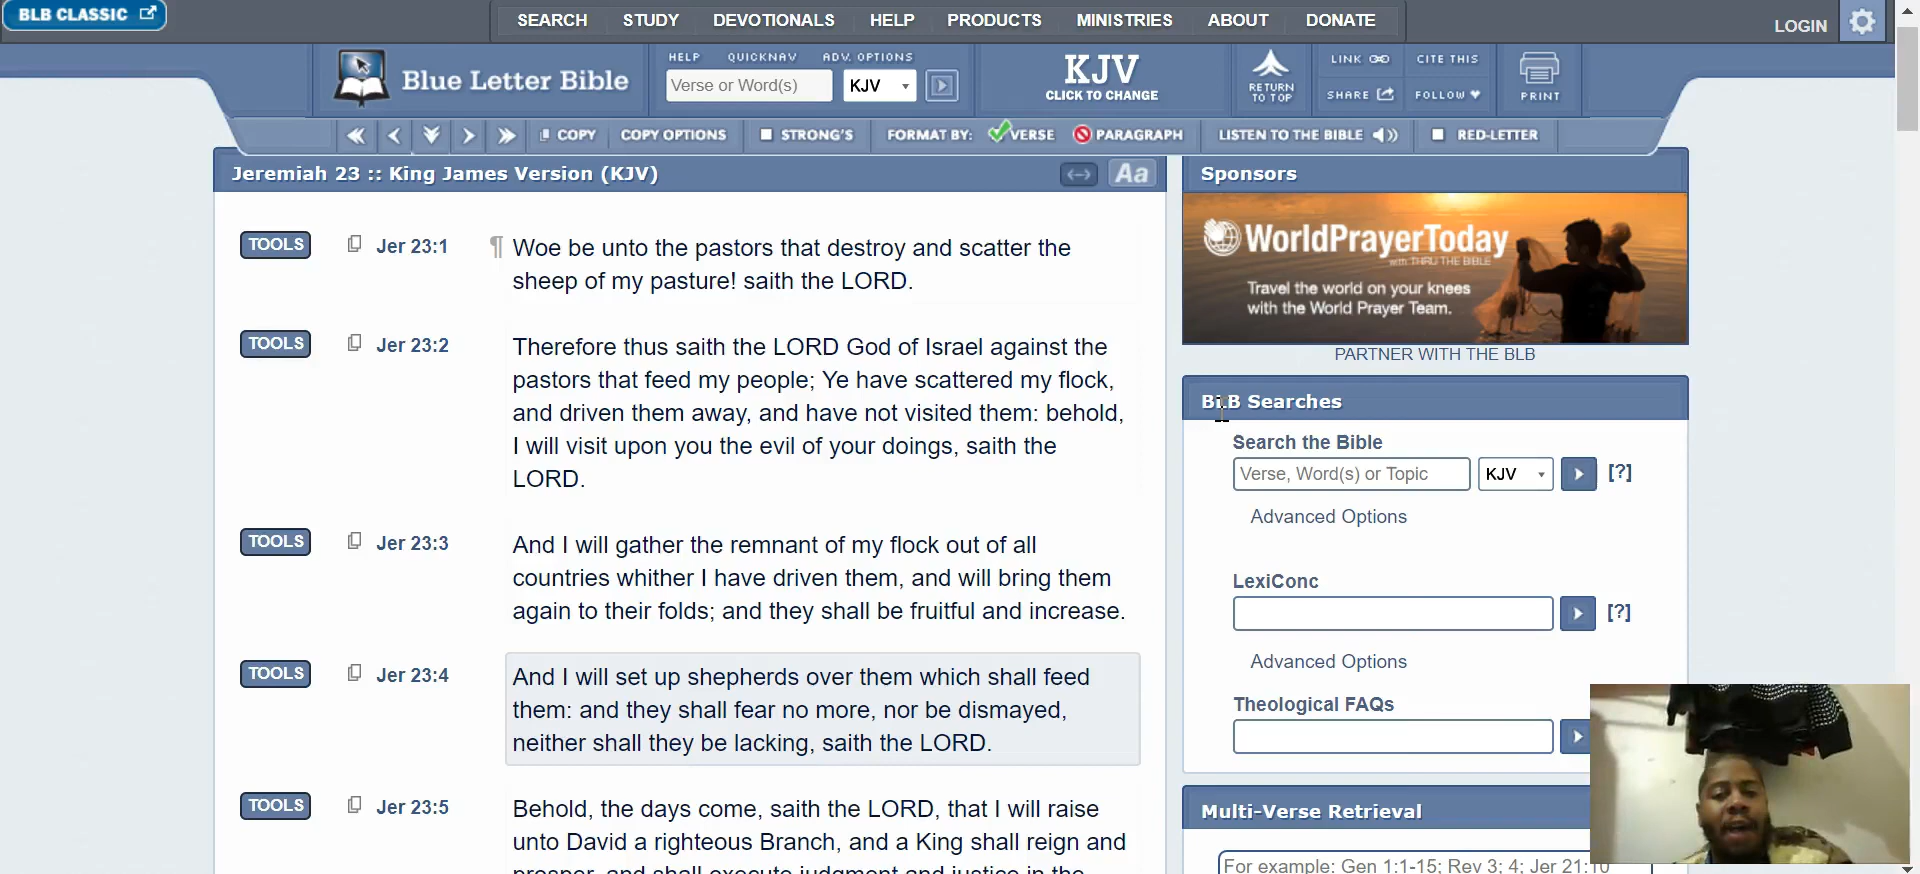 BLB CLASSIC
SEARCH STUDY DEVOTIONALS HELP PRODUCTS MINISTRIES ABOUT DONATE
LOGIN
Blue Letter Bible
HELP QUICKNAV ADV. OPTIONS
Verse or Word(s) KJV
KJV
CLICK TO CHANGE
RETURN
TO TOP
LINK CITE THIS
SHARE FOLLOW
PRINT
COPY COPY OPTIONS STRONG'S FORMAT BY: VERSE PARAGRAPH LISTEN TO THE BIBLE RED-LETTER
Jeremiah 23 :: King James Version (KJV)
Aa
TOOLS Jer 23:1 ¶ Woe be unto the pastors that destroy and scatter the
sheep of my pasture! saith the LORD.
TOOLS Jer 23:2 Therefore thus saith the LORD God of Israel against the
pastors that feed my people; Ye have scattered my flock,
and driven them away, and have not visited them: behold,
I will visit upon you the evil of your doings, saith the
LORD.
TOOLS Jer 23:3 And I will gather the remnant of my flock out of all
countries whither I have driven them, and will bring them
again to their folds; and they shall be fruitful and increase.
TOOLS Jer 23:4 And I will set up shepherds over them which shall feed
them: and they shall fear no more, nor be dismayed,
neither shall they be lacking, saith the LORD.
TOOLS Jer 23:5 Behold, the days come, saith the LORD, that I will raise
unto David a righteous Branch, and a King shall reign and
prosper, and shall execute judgment and justice in the
Sponsors
WorldPrayerToday
with THRU THE BIBLE
Travel the world on your knees
with the World Prayer Team.
PARTNER WITH THE BLB
BLB Searches
Search the Bible
Verse, Word(s) or Topic KJV [?]
Advanced Options
LexiConc
[?]
Advanced Options
Theological FAQs
Multi-Verse Retrieval
For example: Gen 1:1-15; Rev 3; 4; Jer 21:10